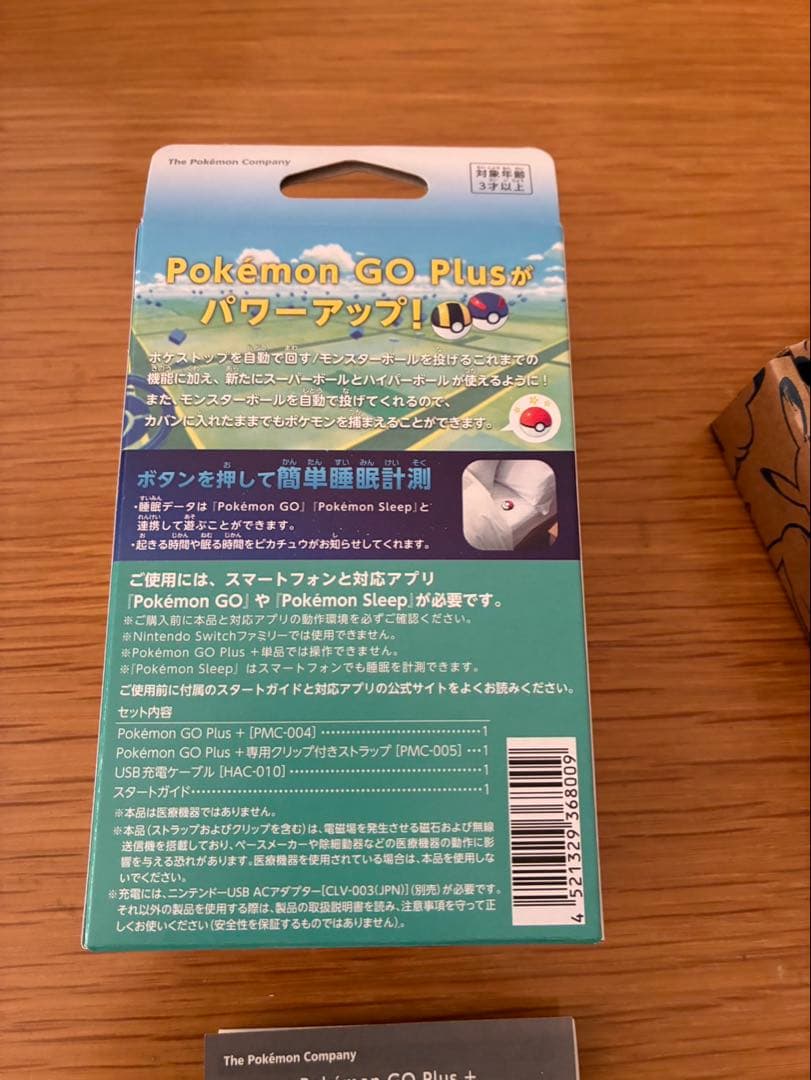 The Pokémon Company
対象年齢
3才以上
Pokémon GO Plusが
パワーアップ!
ポケストップを自動で回す/モンスターボールを投げるこれまでの
機能に加え、新たにスーパーボールとハイパーボールが使えるように!
また、モンスターボールを自動で投げてくれるので、
カバンに入れたままでもポケモンを捕まえることができます。
ボタンを押して簡単睡眠計測
・睡眠データは『Pokémon GO』『Pokémon Sleep』と
連携して遊ぶことができます。
・起きる時間や眠る時間をピカチュウがお知らせしてくれます。
ご使用には、スマートフォンと対応アプリ
『Pokémon GO』や『Pokémon Sleep』が必要です。
※ご購入前に本品と対応アプリの動作環境を必ずご確認ください。
※Nintendo Switchファミリーでは使用できません。
※Pokémon GO Plus +単品では操作できません。
※『Pokémon Sleep』はスマートフォンでも睡眠を計測できます。
ご使用前に付属のスタートガイドと対応アプリの公式サイトをよくお読みください。
セット内容
Pokémon GO Plus + [PMC-004] ……………………………1
Pokémon GO Plus +専用クリップ付きストラップ [PMC-005] …1
USB充電ケーブル [HAC-010] ……………………………1
スタートガイド ……………………………1
※本品は医療機器ではありません。
※本品(ストラップおよびクリップを含む)は、電磁場を発生させる磁石および無線
送信機を搭載しており、ペースメーカーや除細動器などの医療機器の動作に影
響を与える恐れがあります。医療機器を使用されている場合は、本品を使用しな
いでください。
※充電には、ニンテンドーUSB ACアダプター[CLV-003(JPN)](別売)が必要です。
それ以外の製品を使用する際は、製品の取扱説明書を読み、注意事項を守って正
しくお使いください(安全性を保証するものではありません)。
4 521329 368009
The Pokémon Company
Pokémon GO Plus +